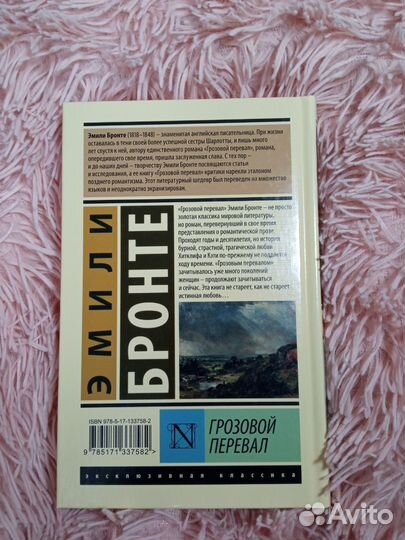 Эмили Бронте (1818–1848) – знаменитая английская писательница. При жизни
оставалась в тени своей более успешной сестры Шарлотты, и лишь много
лет спустя к ней, автору единственного романа «Грозовой перевал», романа,
опередившего свое время, пришла заслуженная слава. С тех пор –
и до наших дней – творчеству Эмили Бронте посвящаются статьи
и исследования, а ее книгу «Грозовой перевал» критики нарекли эталоном
позднего романтизма. Этот литературный шедевр был переведен на множество
языков и неоднократно экранизирован.
ЭМИЛИ
БРОНТЕ
«Грозовой перевал» Эмили Бронте – не просто
золотая классика мировой литературы,
но роман, перевернувший в свое время
представления о романтической прозе.
Проходят годы и десятилетия, но история
бурной, страстной, трагической любви
Хитклифа и Кэти по-прежнему не поддается
ходу времени. «Грозовым перевалом»
зачитывалось уже много поколений
женщин – продолжают зачитываться
и сейчас. Эта книга не стареет, как не стареет
истинная любовь…
ISBN 978-5-17-133758-2
9 785171 337582 >
N
ГРОЗОВОЙ
ПЕРЕВАЛ
эксклюзивная классика
Avito